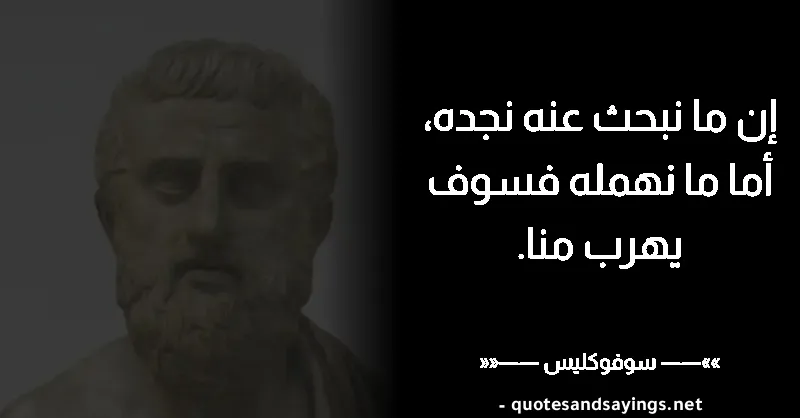 إن ما نبحث عنه نجده،
أما ما نهمله فسوف
يهرب منا.
»»—— سوفوكليس ——««
- quotesandsayings.net